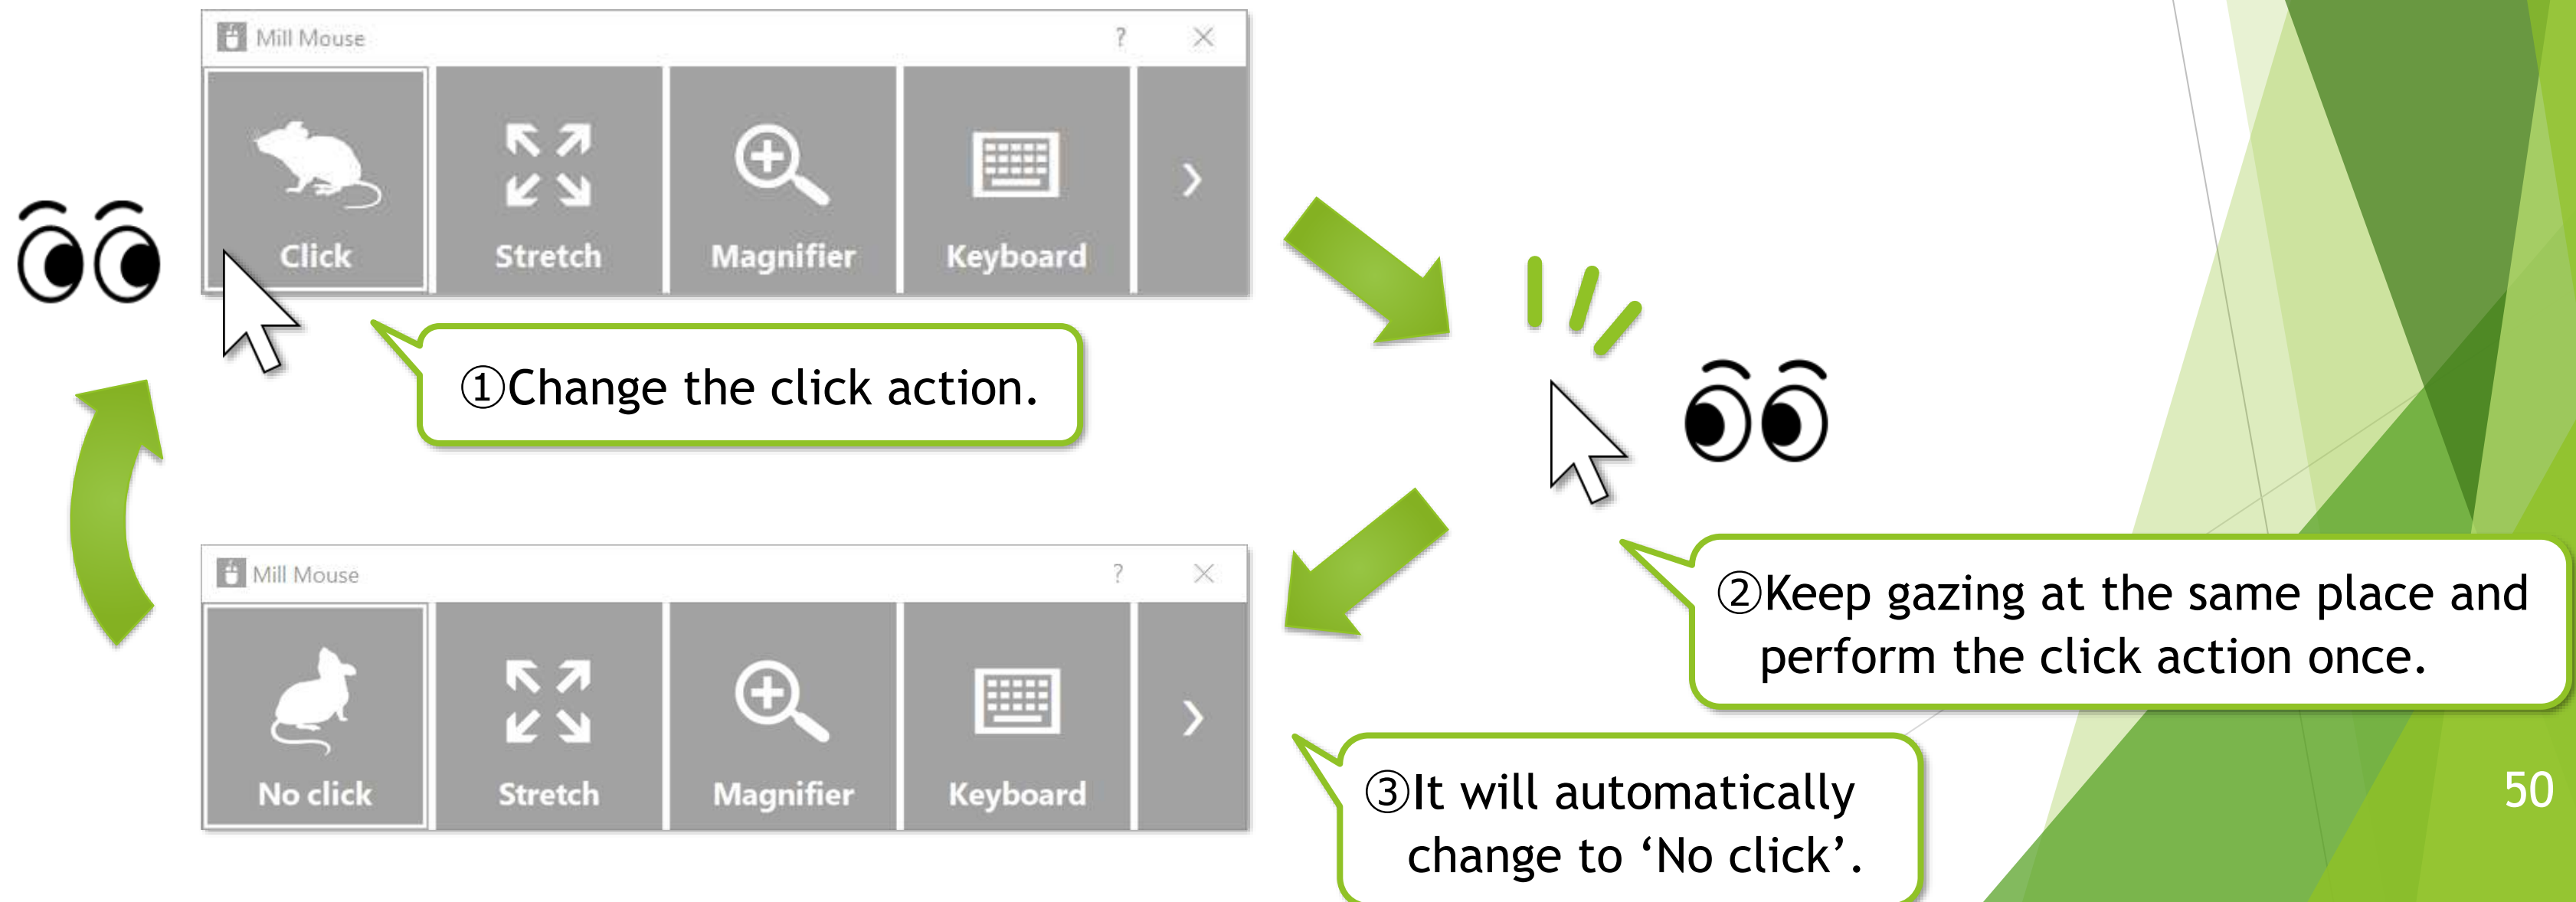 Mill Mouse ? ×
Click Stretch Magnifier Keyboard >
①Change the click action.
②Keep gazing at the same place and
perform the click action once.
Mill Mouse ? ×
No click Stretch Magnifier Keyboard >
③It will automatically
change to ‘No click’.
50